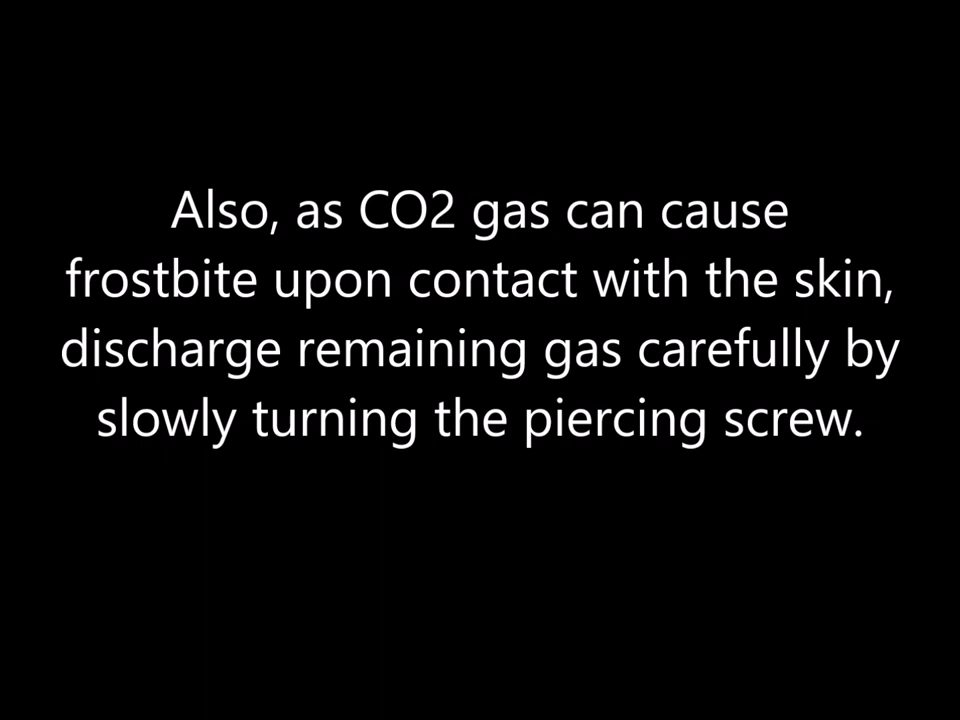 Also, as CO2 gas can cause
frostbite upon contact with the skin,
discharge remaining gas carefully by
slowly turning the piercing screw.